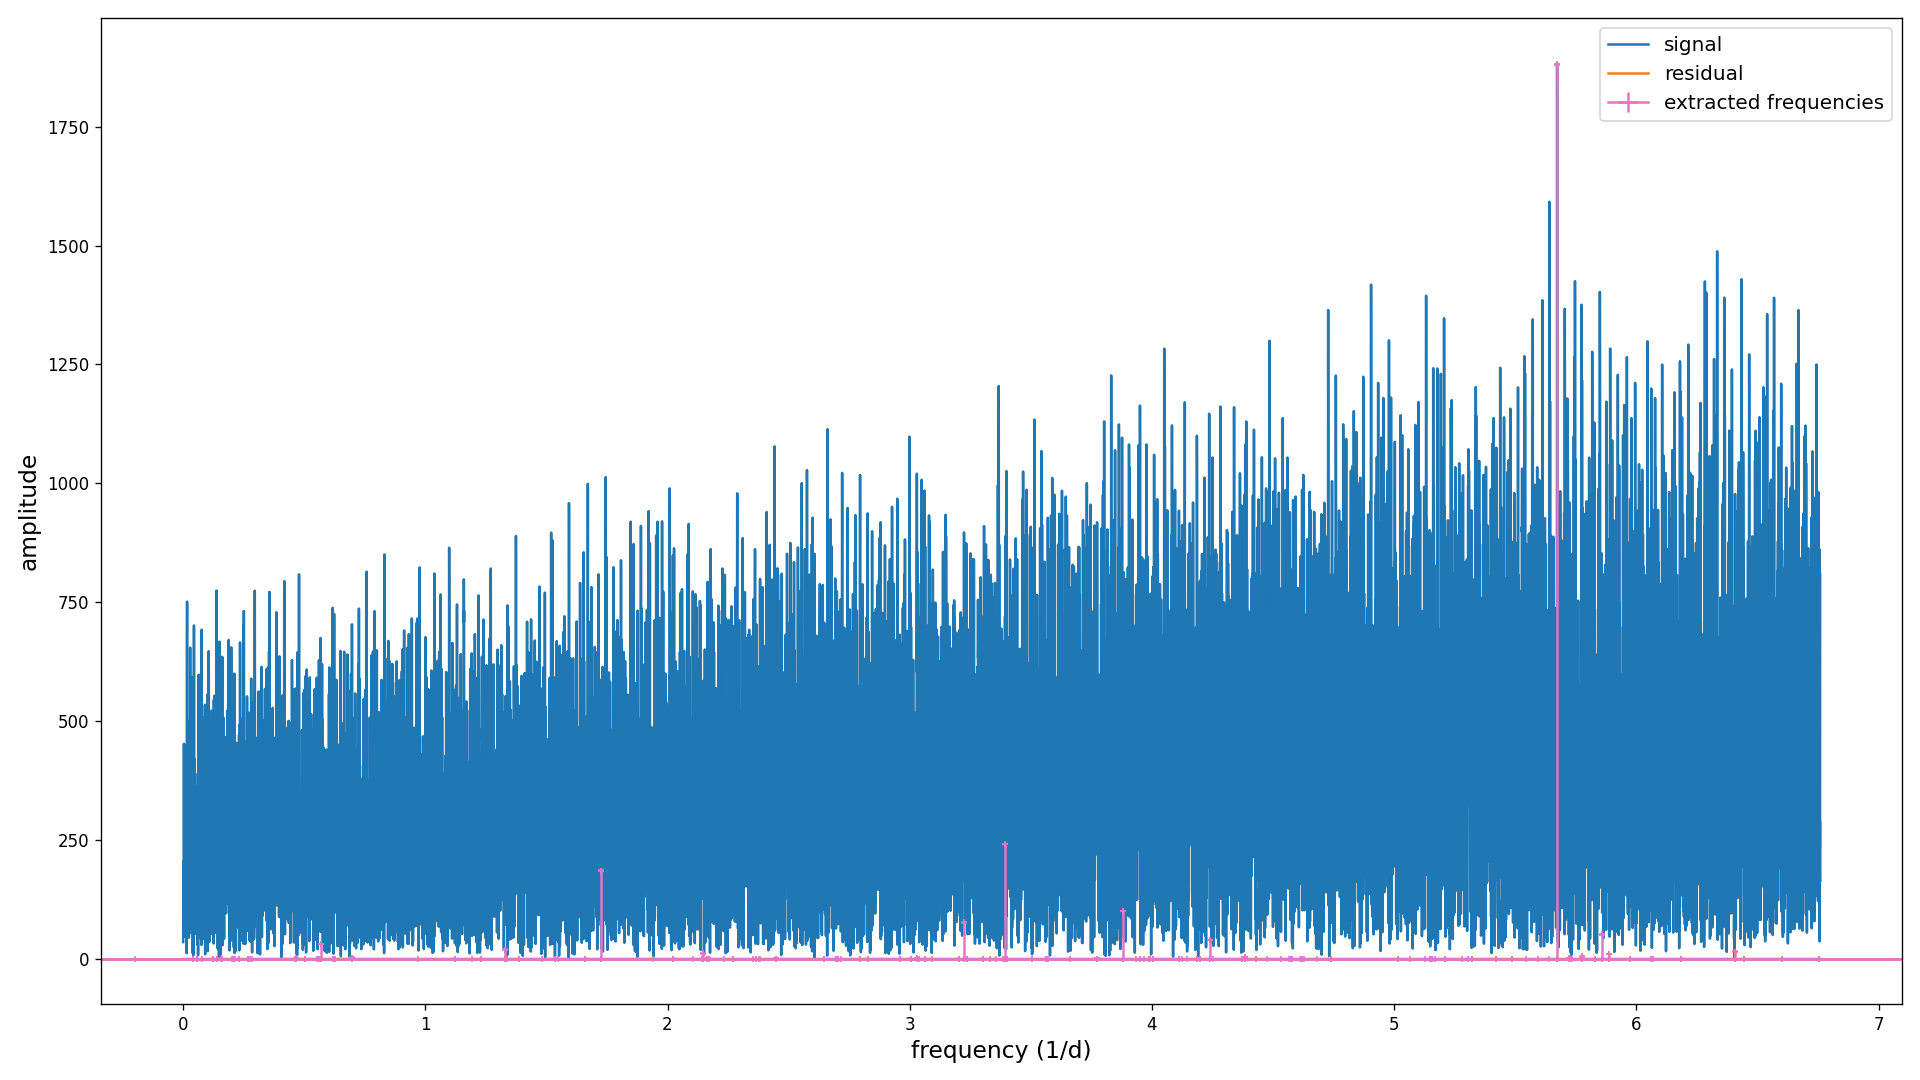 signal
residual
extracted frequencies
amplitude
1750
1500
1250
1000
750
500
250
0
0 1 2 3 4 5 6 7
frequency (1/d)